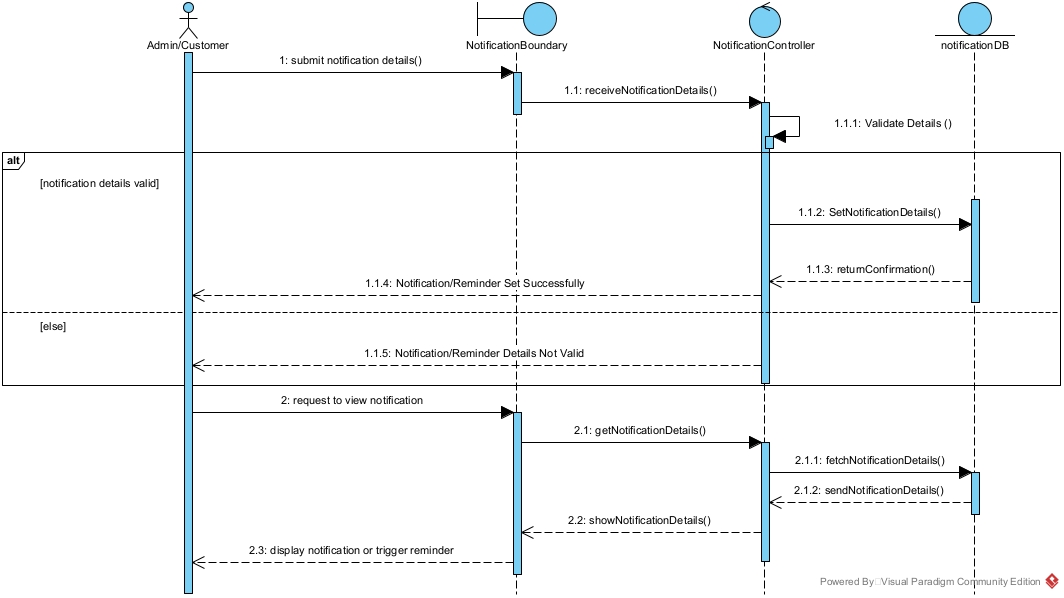 Admin/Customer
NotificationBoundary
NotificationController
notificationDB
1: submit notification details()
1.1: receiveNotificationDetails()
1.1.1: Validate Details ()
alt
[notification details valid]
1.1.2: SetNotificationDetails()
1.1.3: returnConfirmation()
1.1.4: Notification/Reminder Set Successfully
[else]
1.1.5: Notification/Reminder Details Not Valid
2: request to view notification
2.1: getNotificationDetails()
2.1.1: fetchNotificationDetails()
2.1.2: sendNotificationDetails()
2.2: showNotificationDetails()
2.3: display notification or trigger reminder
Powered By Visual Paradigm Community Edition